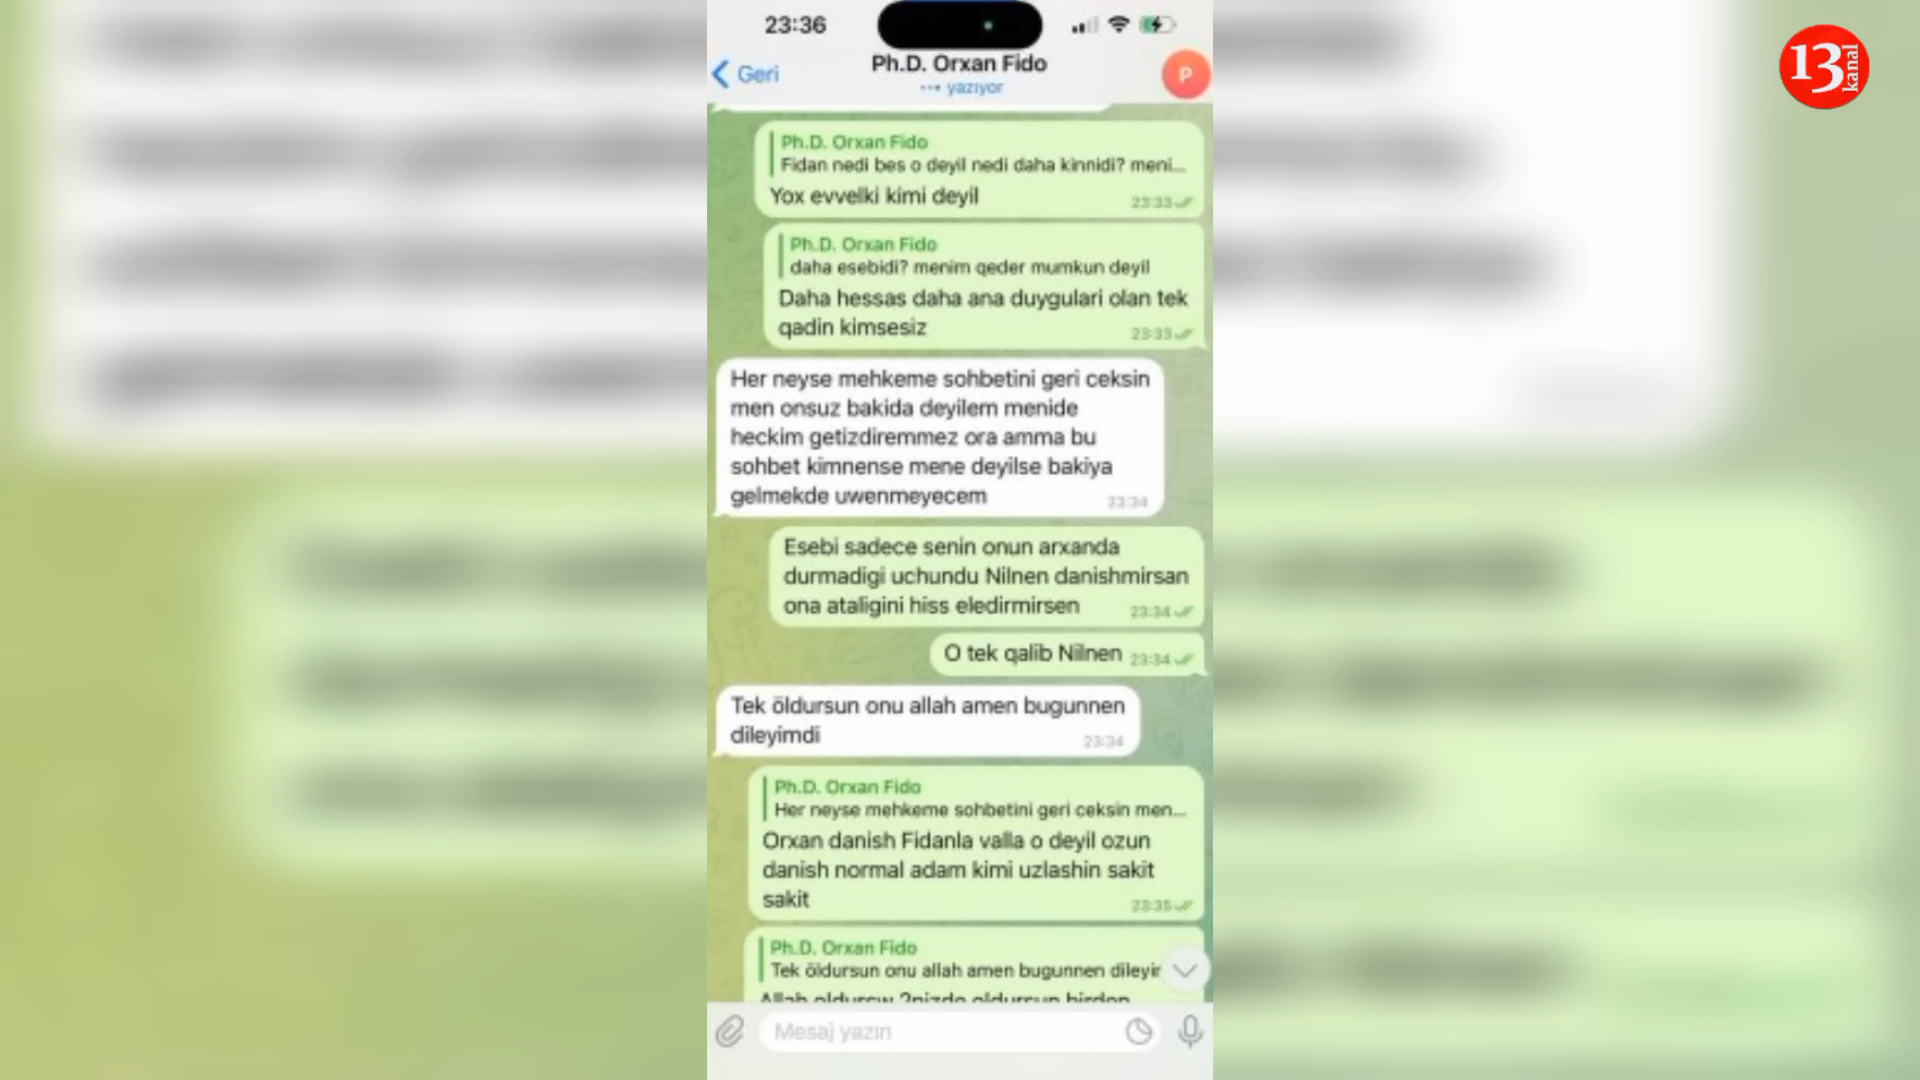 23:36
Geri
Ph.D. Orxan Fido
yazıyor
P
13 kanal
Ph.D. Orxan Fido
Fidan nedi bes o deyil nedi daha kinnidi? meni...
Yox evvelki kimi deyil
23:33
Ph.D. Orxan Fido
daha esebidi? menim qeder mumkun deyil
Daha hessas daha ana duygulari olan tek
qadin kimsesiz
23:33
Her neyse mehkeme sohbetini geri ceksin
men onsuz bakida deyilem menide
heckim getizdiremmez ora amma bu
sohbet kimnense mene deyilse bakiya
gelmekde uwenmeyecem
23:34
Esebi sadece senin onun arxanda
durmadigi uchundu Nilnen danishmirsan
ona ataligini hiss eledirmirsen
23:34
O tek qalib Nilnen
23:34
Tek öldursun onu allah amen bugunnen
dileyimdi
23:34
Ph.D. Orxan Fido
Her neyse mehkeme sohbetini geri ceksin men...
Orxan danish Fidanla valla o deyil ozun
danish normal adam kimi uzlashin sakit
sakit
23:35
Ph.D. Orxan Fido
Tek öldursun onu allah amen bugunnen dileyir
Allah oldursun 2nizde oldursun birden
Mesaj yazın